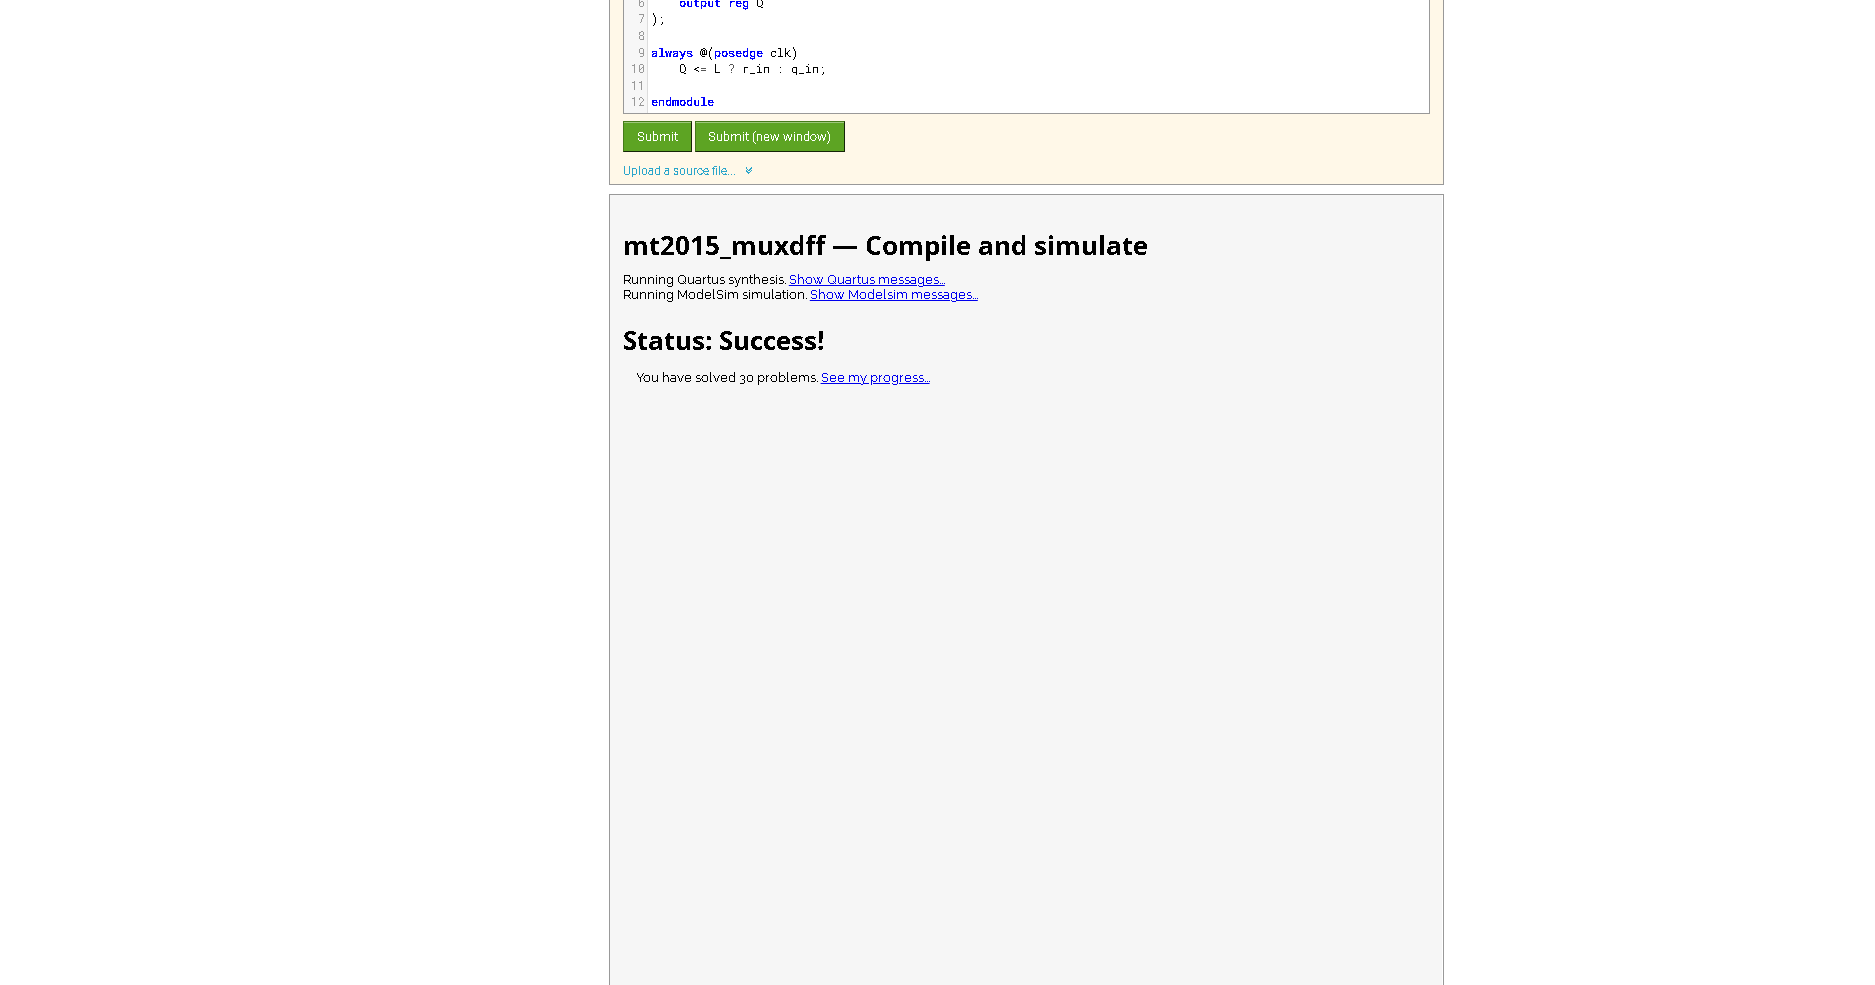 6 output reg Q
7 );
8
9 always @(posedge clk)
10 Q <= L ? r_in : q_in;
11
12 endmodule
Submit Submit (new window)
Upload a source file...
mt2015_muxdff — Compile and simulate
Running Quartus synthesis. Show Quartus messages...
Running ModelSim simulation. Show Modelsim messages...
Status: Success!
You have solved 30 problems. See my progress...